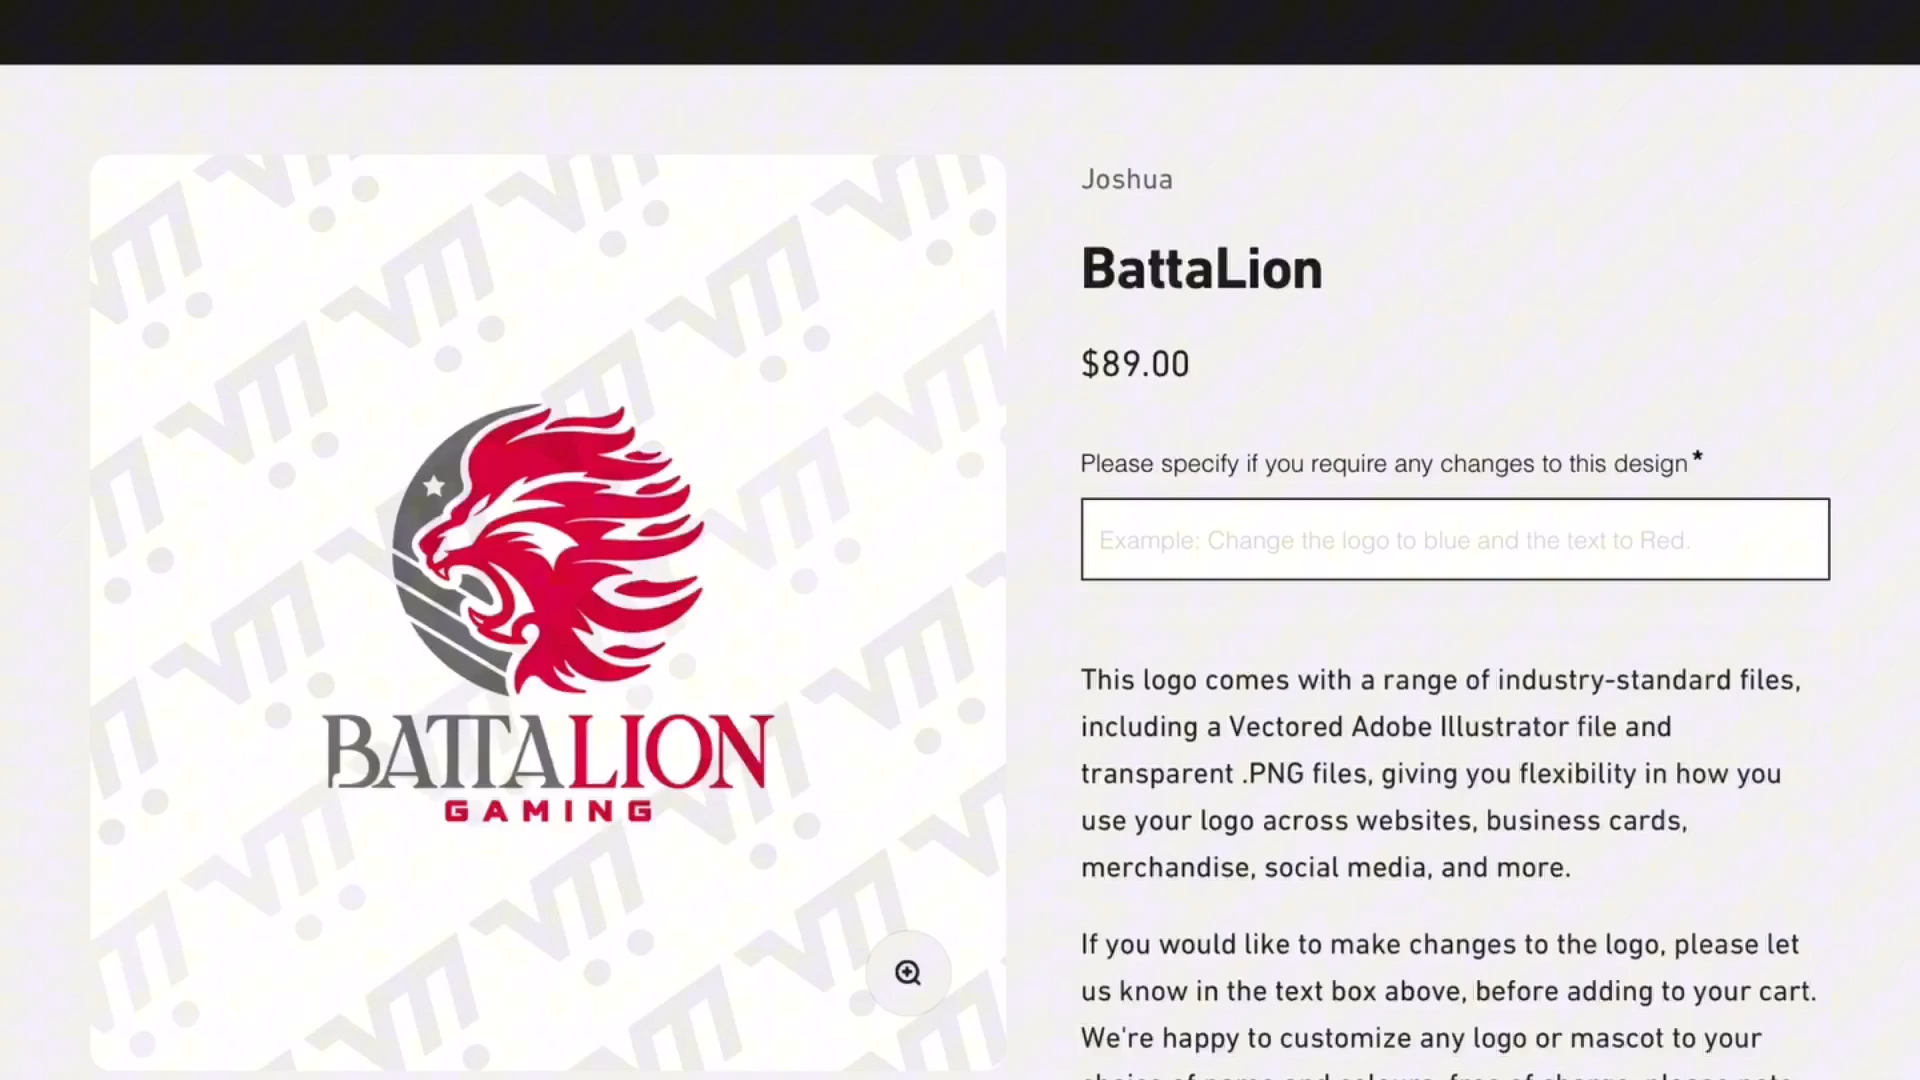 Joshua
BattaLion
$89.00
Please specify if you require any changes to this design*
Example: Change the logo to blue and the text to Red.
BATTALION
GAMING
This logo comes with a range of industry-standard files,
including a Vectored Adobe Illustrator file and
transparent .PNG files, giving you flexibility in how you
use your logo across websites, business cards,
merchandise, social media, and more.
If you would like to make changes to the logo, please let
us know in the text box above, before adding to your cart.
We're happy to customize any logo or mascot to your